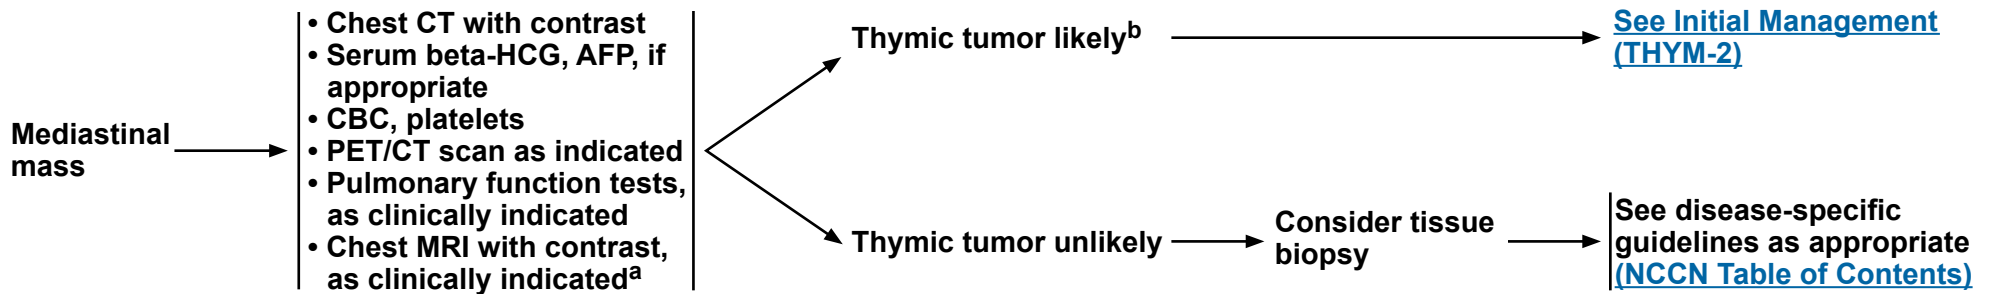 Mediastinal
mass
• Chest CT with contrast
• Serum beta-HCG, AFP, if
appropriate
• CBC, platelets
• PET/CT scan as indicated
• Pulmonary function tests,
as clinically indicated
• Chest MRI with contrast,
as clinically indicatedᵃ
Thymic tumor likelyᵇ
See Initial Management
(THYM-2)
Thymic tumor unlikely
Consider tissue
biopsy
See disease-specific
guidelines as appropriate
(NCCN Table of Contents)